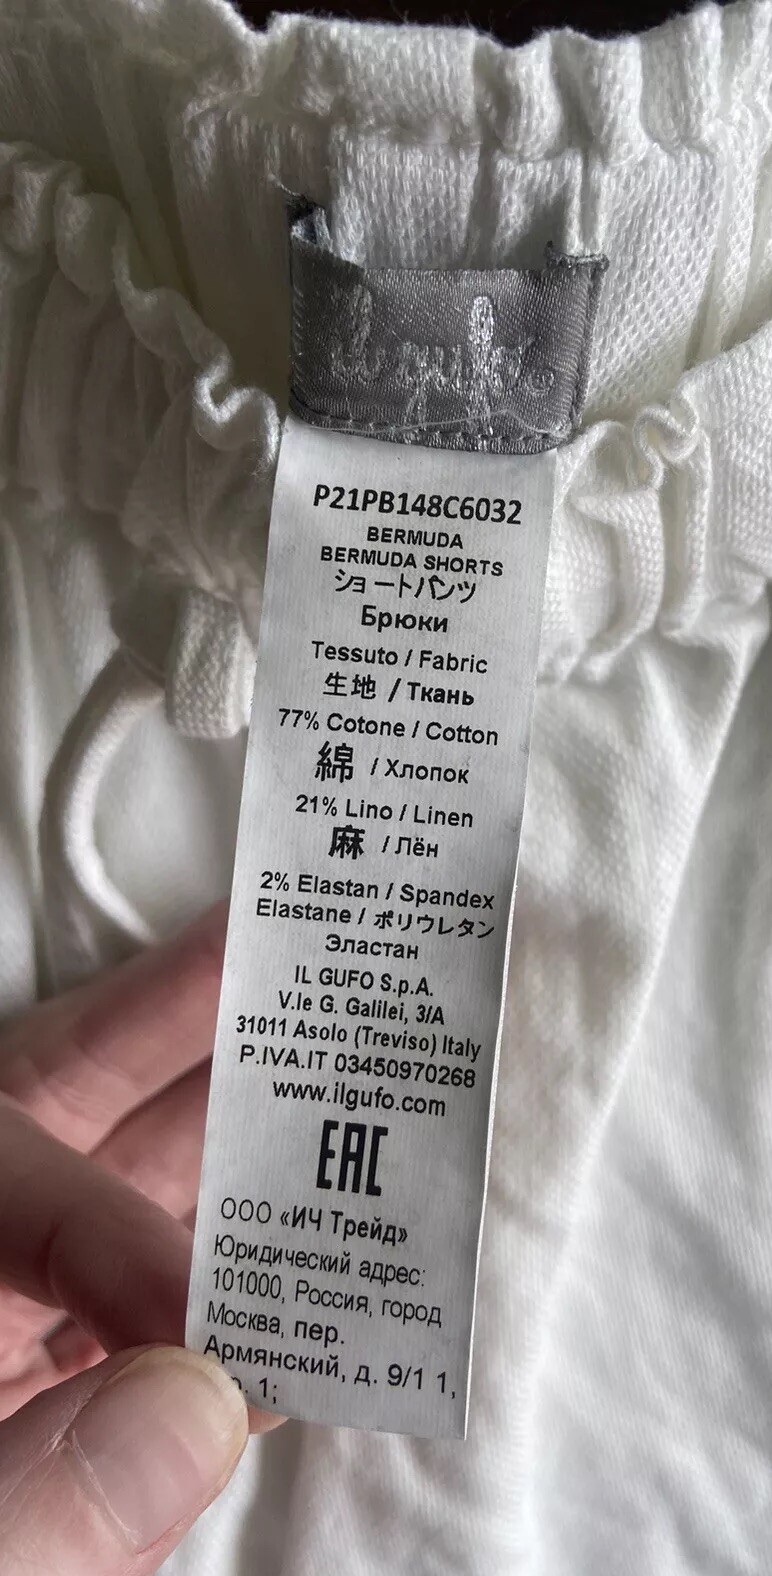 il gufo
P21PB148C6032
BERMUDA
BERMUDA SHORTS
ショートパンツ
Брюки
Tessuto / Fabric
生地 / Ткань
77% Cotone / Cotton
綿 / Хлопок
21% Lino / Linen
麻 / Лён
2% Elastan / Spandex
Elastane / ポリウレタン
Эластан
IL GUFO S.p.A.
V.le G. Galilei, 3/A
31011 Asolo (Treviso) Italy
P.IVA.IT 03450970268
www.ilgufo.com
EAC
ООО «ИЧ Трейд»
Юридический адрес:
101000, Россия, город
Москва, пер.
Армянский, д. 9/1 1,
1;